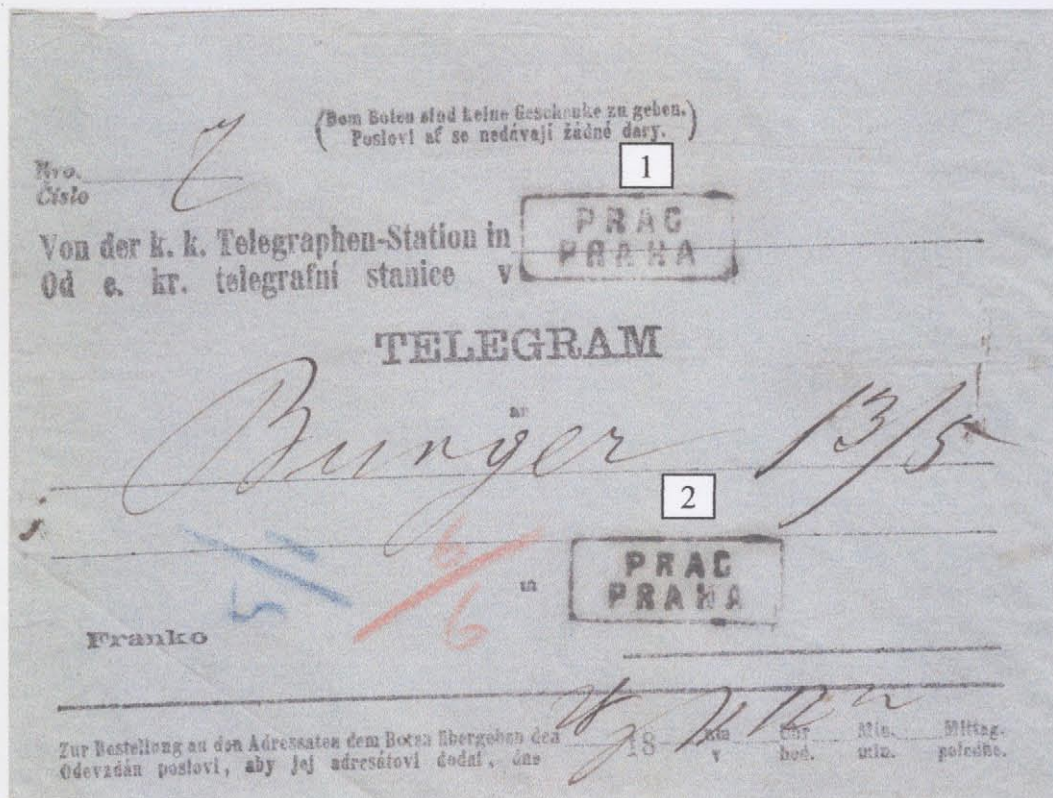 (Dem Boten sind keine Geschenke zu geben.)
(Poslovi ať se nedávají žádné dary.)
1
Nro.
Číslo
Von der k. k. Telegraphen-Station in PRAG
Od c. kr. telegrafní stanice v PRAHA
TELEGRAM
an
Bunger 13/5
2
6/6
in PRAG
PRAHA
Franko
Zur Bestellung an den Adressaten dem Boten übergeben den 18 um Uhr Min. Mittag.
Odevzdán poslovi, aby jej adresátovi dodal, dne v hod. min. poledne.